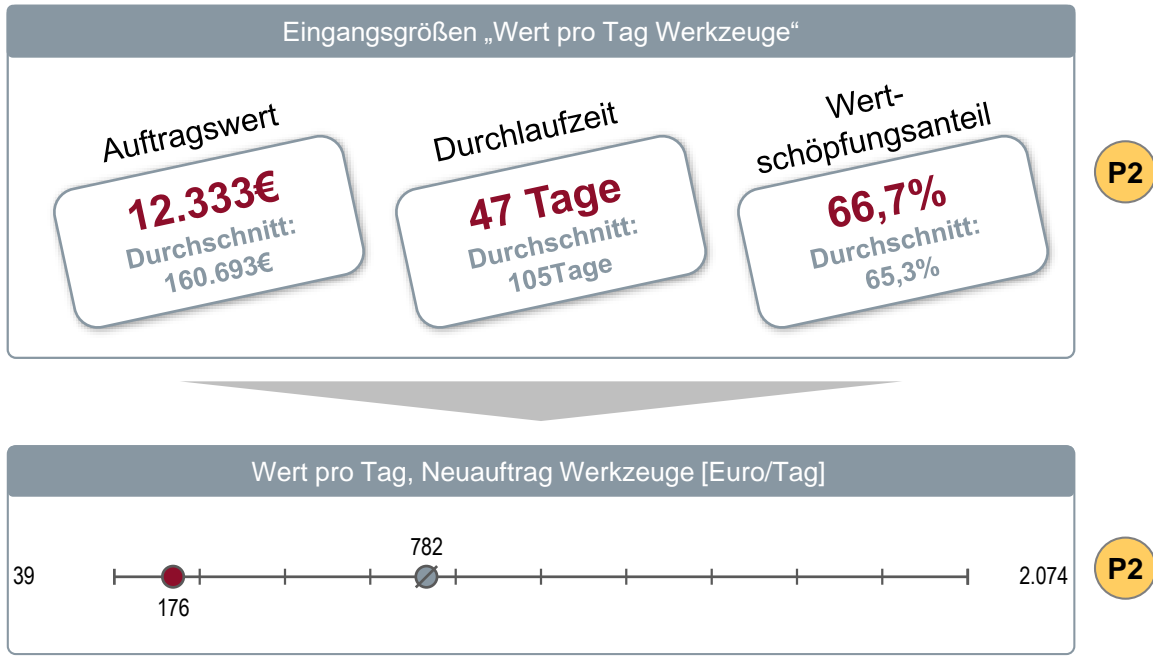 Eingangsgrößen „Wert pro Tag Werkzeuge“
Auftragswert
12.333€
Durchschnitt:
160.693€
Durchlaufzeit
47 Tage
Durchschnitt:
105Tage
Wert-
schöpfungsanteil
66,7%
Durchschnitt:
65,3%
P2
Wert pro Tag, Neuauftrag Werkzeuge [Euro/Tag]
782
39
2.074
176
P2